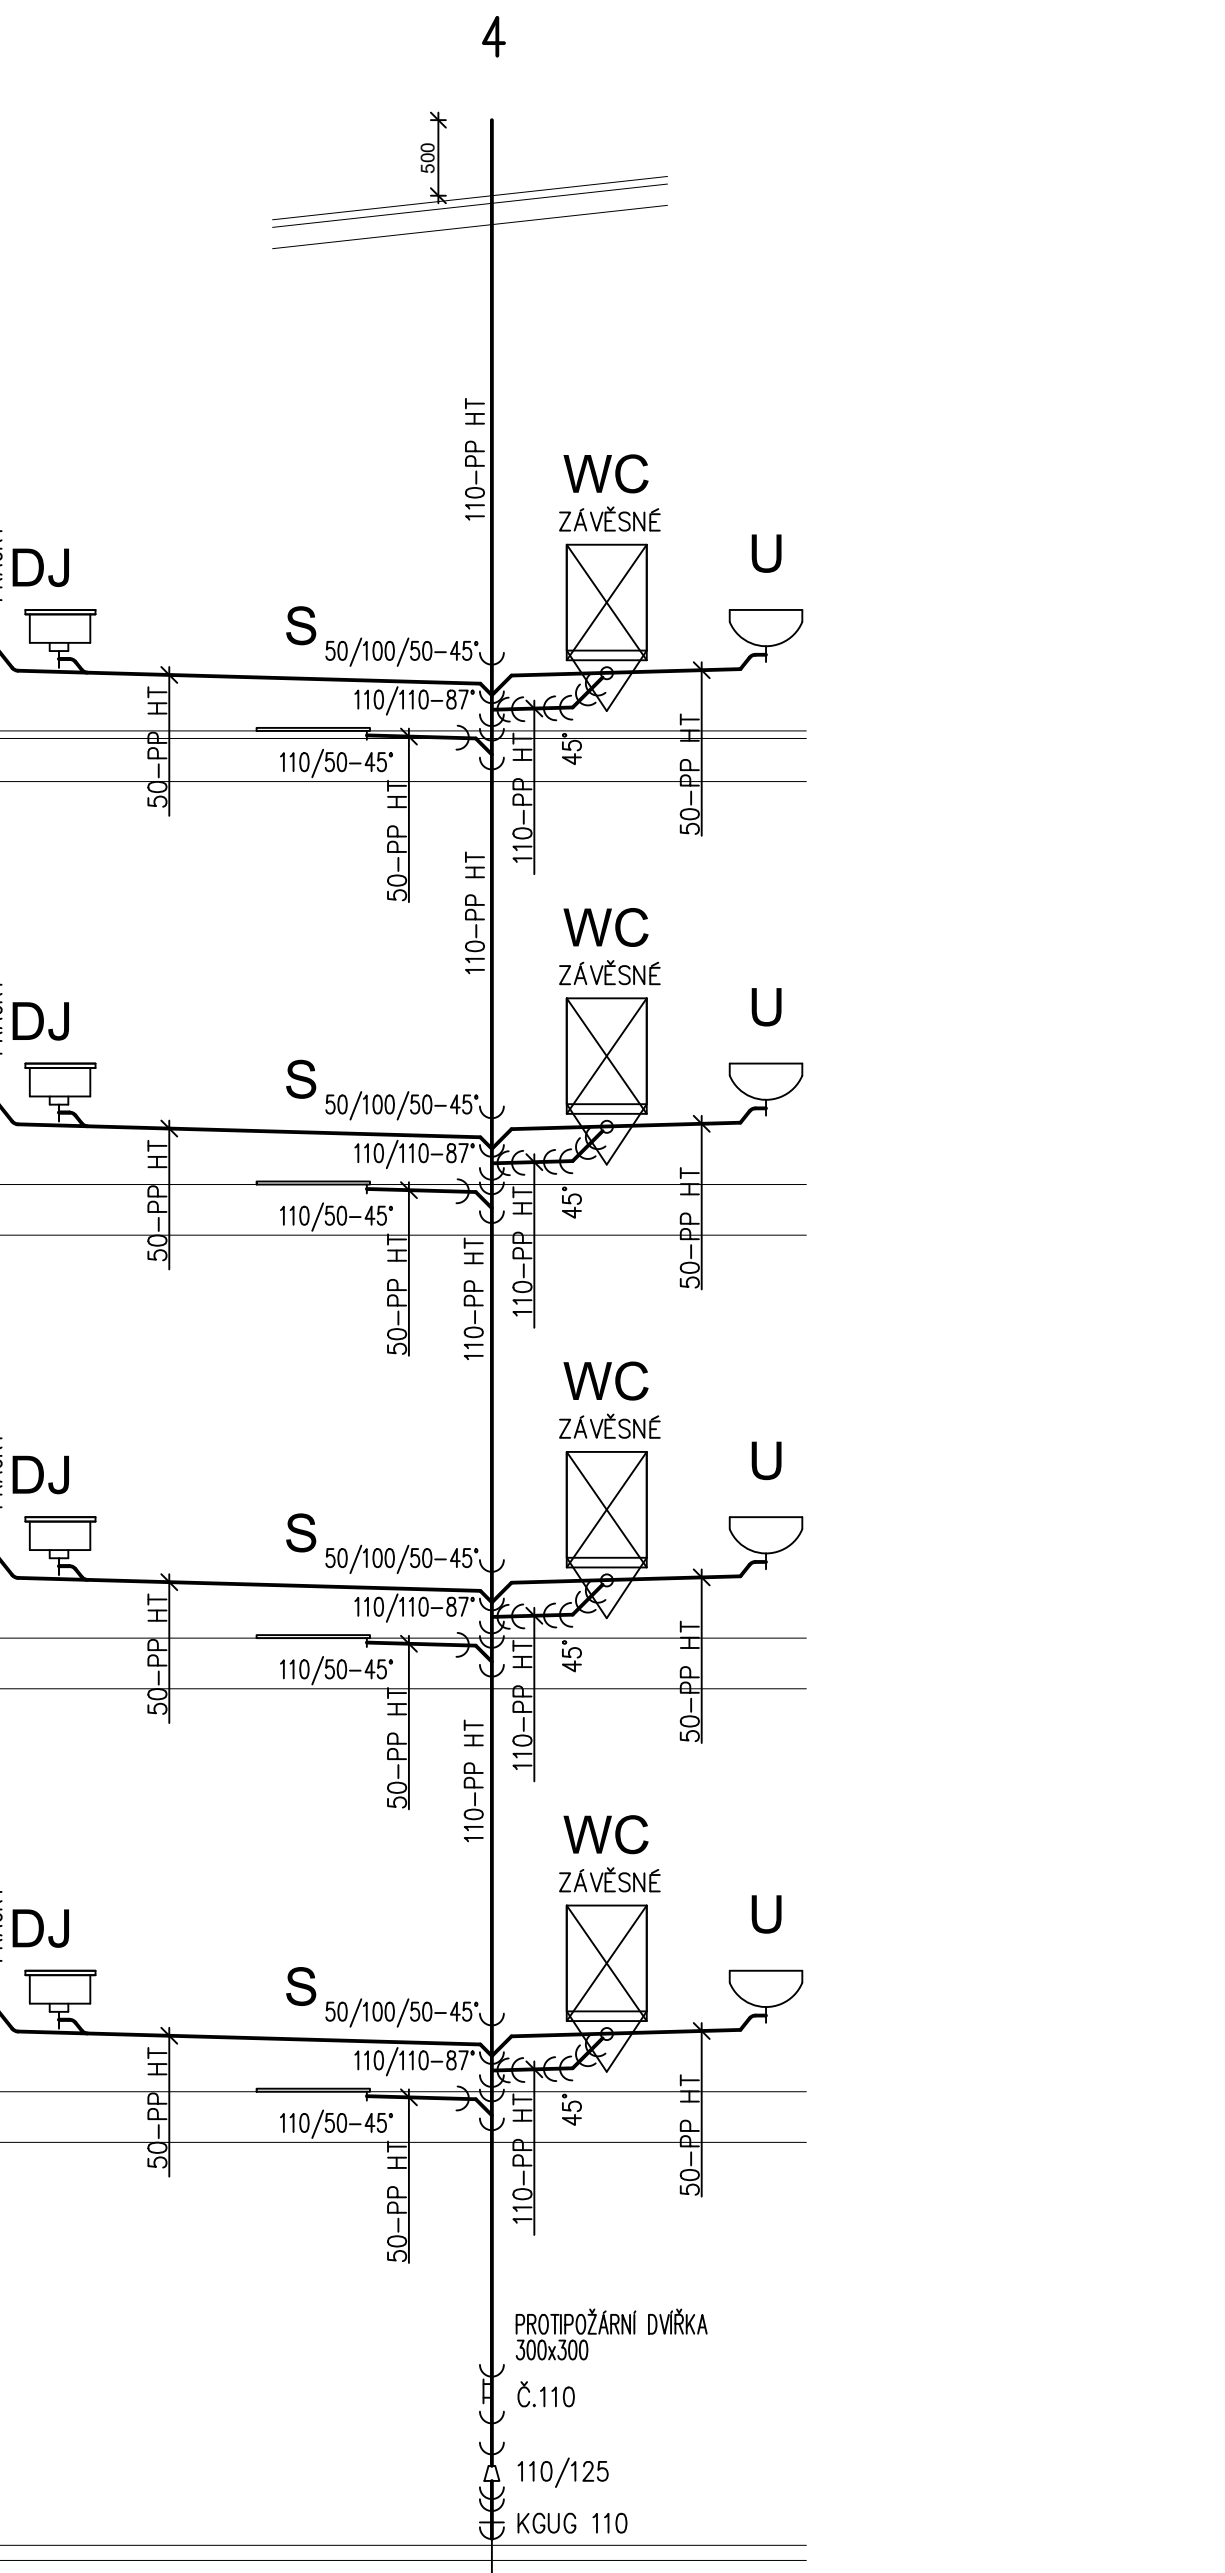 4
500
110-PP HT
WC
ZÁVĚSNÉ
DJ
U
S
50/100/50-45°
110/110-87°
110/50-45°
45°
50-PP HT
50-PP HT
110-PP HT
50-PP HT
110-PP HT
WC
ZÁVĚSNÉ
DJ
U
S
50/100/50-45°
110/110-87°
110/50-45°
45°
50-PP HT
50-PP HT
110-PP HT
110-PP HT
50-PP HT
WC
ZÁVĚSNÉ
DJ
U
S
50/100/50-45°
110/110-87°
110/50-45°
45°
50-PP HT
50-PP HT
110-PP HT
110-PP HT
50-PP HT
WC
ZÁVĚSNÉ
DJ
U
S
50/100/50-45°
110/110-87°
110/50-45°
45°
50-PP HT
50-PP HT
110-PP HT
50-PP HT
PROTIPOŽÁRNÍ DVÍŘKA
300x300
Č.110
110/125
KGUG 110